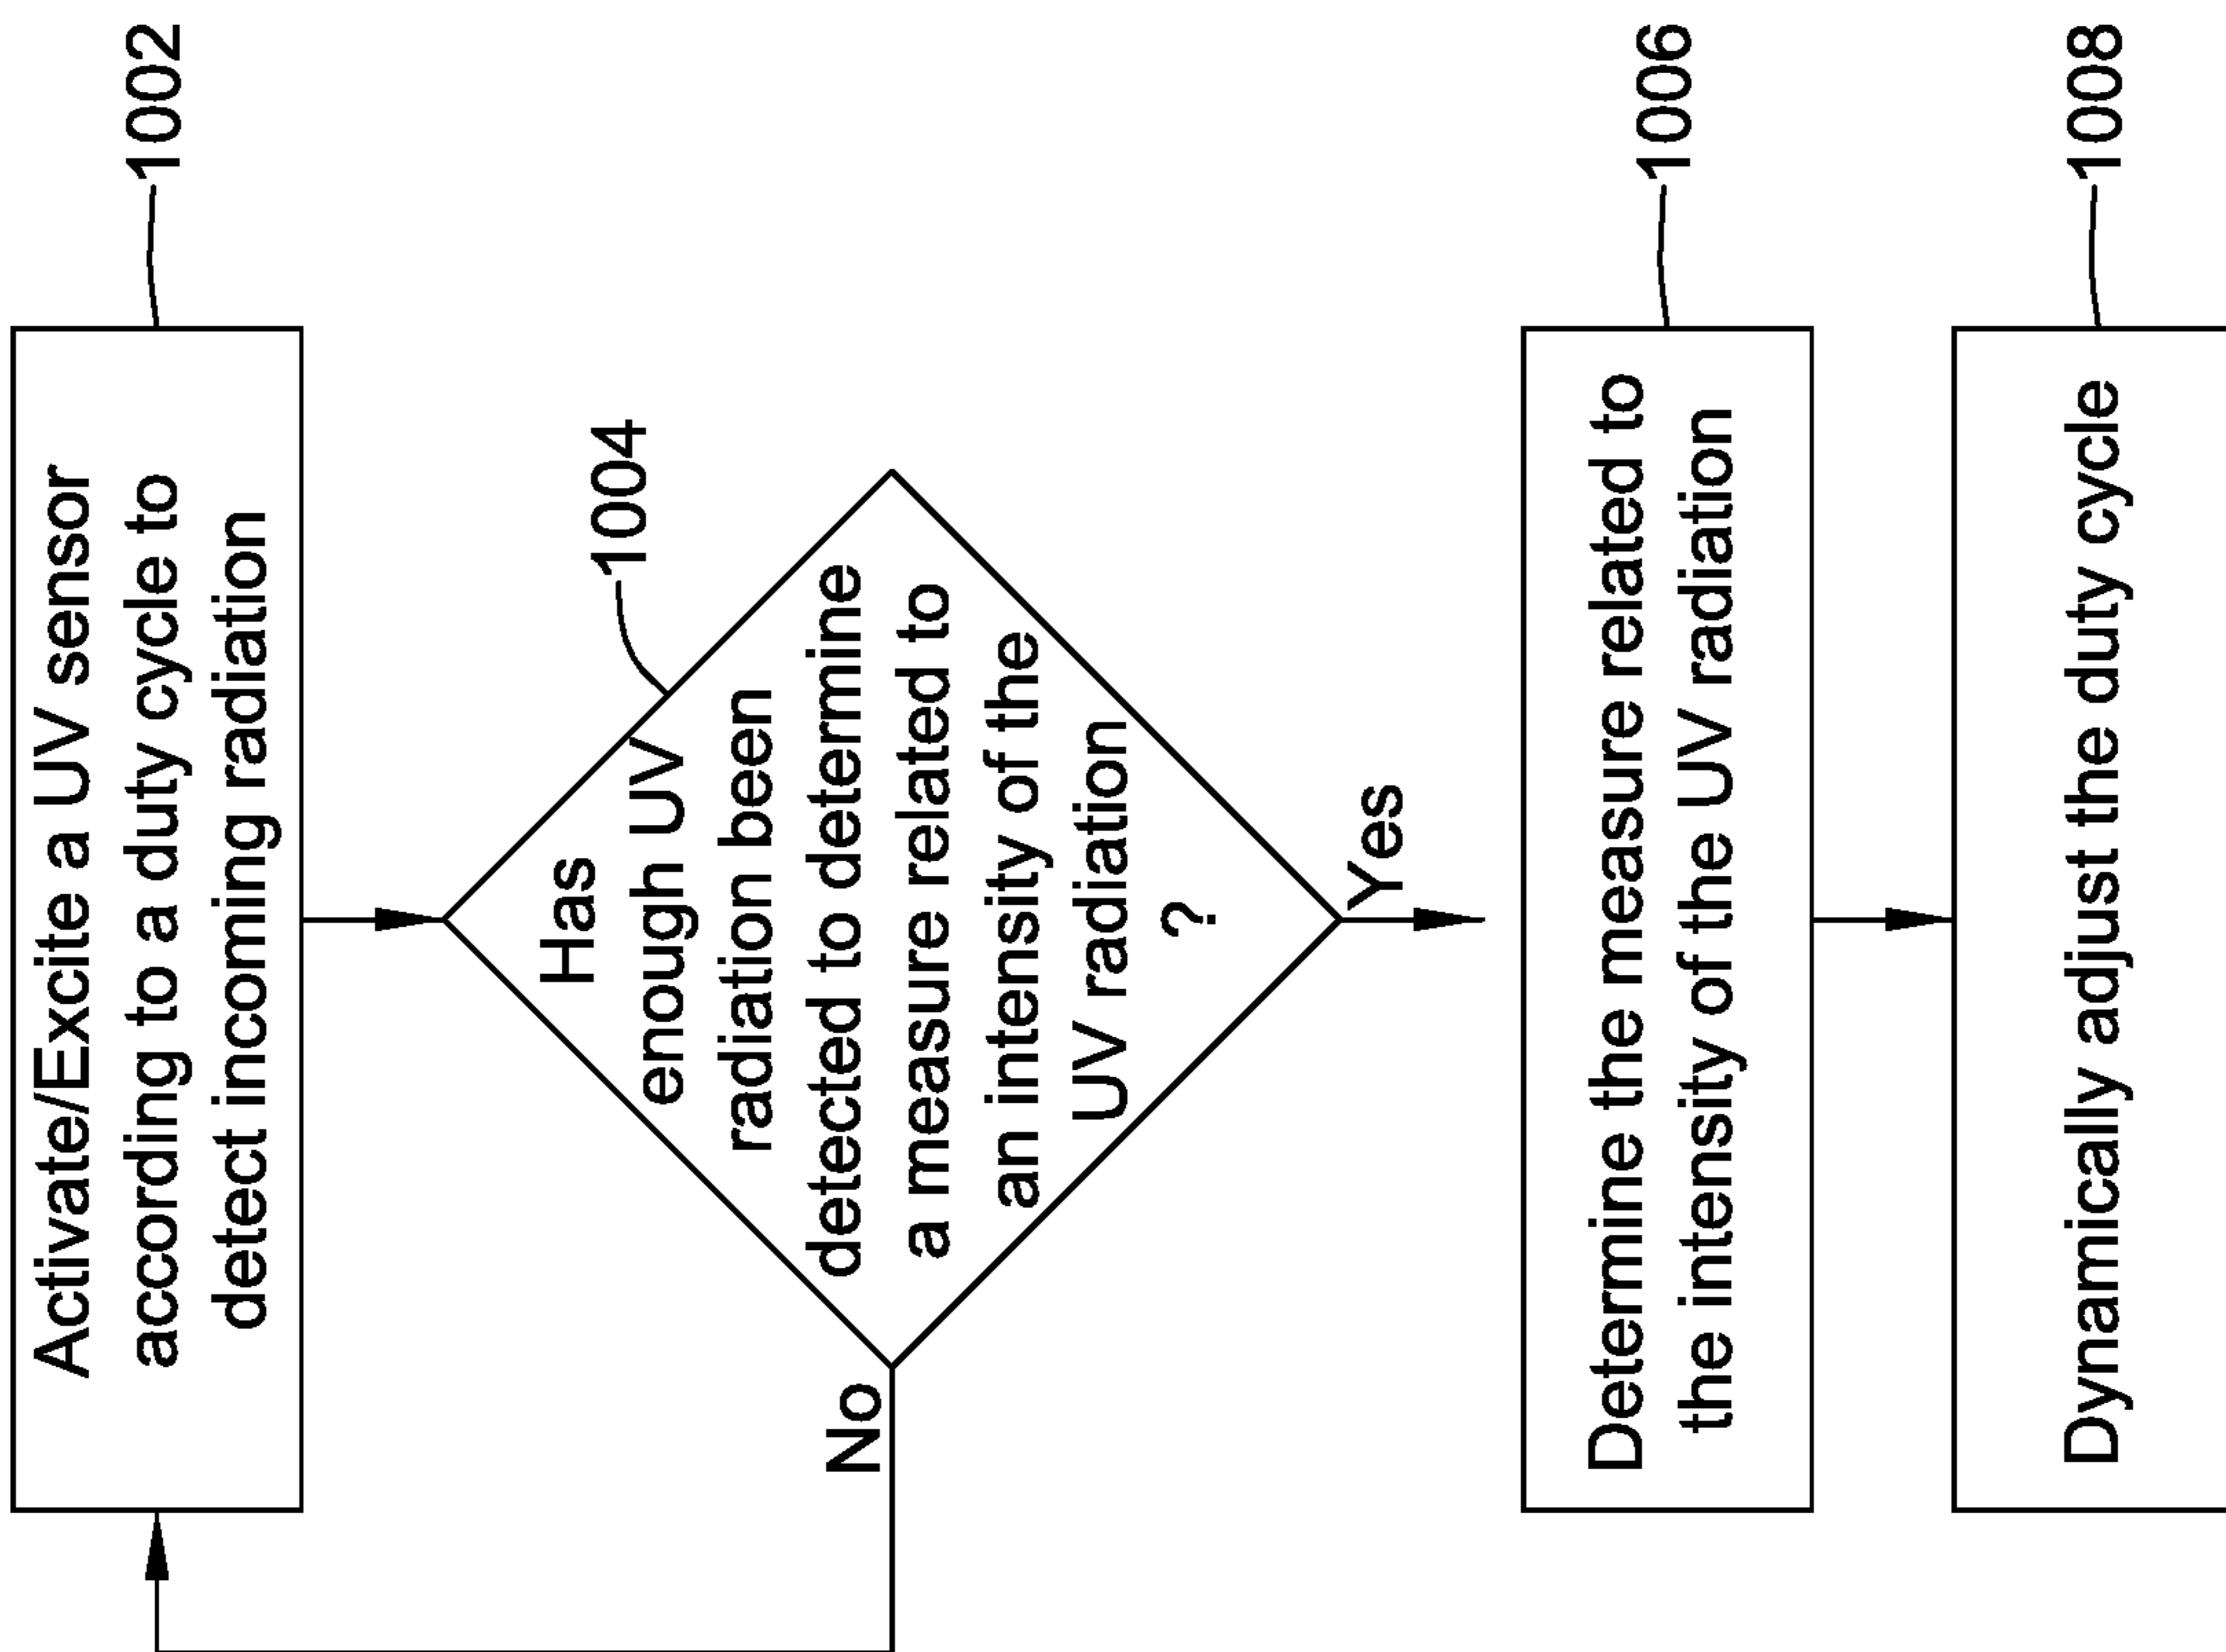 Activate/Excite a UV sensor
according to a duty cycle to
detect incoming radiation
1002
Has
enough UV
radiation been
detected to determine
a measure related to
an intensity of the
UV radiation
?
1004
No
Yes
Determine the measure related to
the intensity of the UV radiation
1006
Dynamically adjust the duty cycle
1008